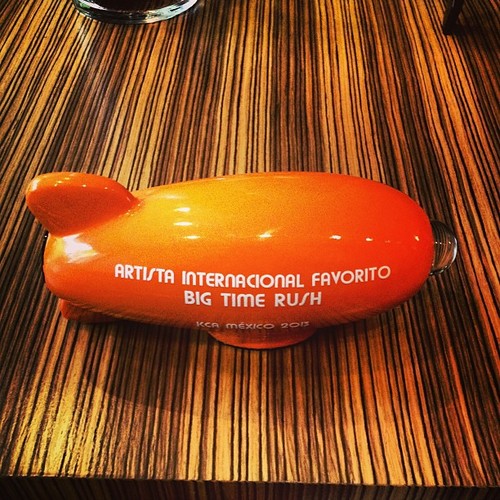 ARTISTA INTERNACIONAL FAVORITO
BIG TIME RUSH
KCA MÉXICO 2013